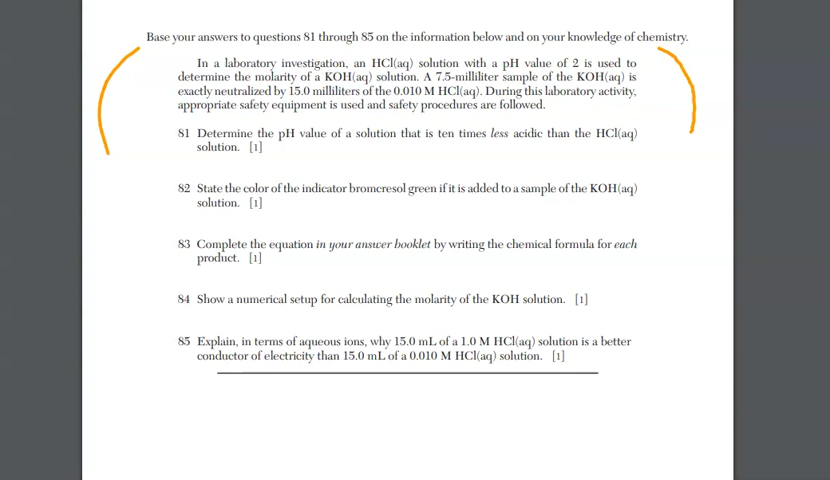 Base your answers to questions 81 through 85 on the information below and on your knowledge of chemistry.
In a laboratory investigation, an HCl(aq) solution with a pH value of 2 is used to
determine the molarity of a KOH(aq) solution. A 7.5-milliliter sample of the KOH(aq) is
exactly neutralized by 15.0 milliliters of the 0.010 M HCl(aq). During this laboratory activity,
appropriate safety equipment is used and safety procedures are followed.
81 Determine the pH value of a solution that is ten times less acidic than the HCl(aq)
solution. [1]
82 State the color of the indicator bromcresol green if it is added to a sample of the KOH(aq)
solution. [1]
83 Complete the equation in your answer booklet by writing the chemical formula for each
product. [1]
84 Show a numerical setup for calculating the molarity of the KOH solution. [1]
85 Explain, in terms of aqueous ions, why 15.0 mL of a 1.0 M HCl(aq) solution is a better
conductor of electricity than 15.0 mL of a 0.010 M HCl(aq) solution. [1]